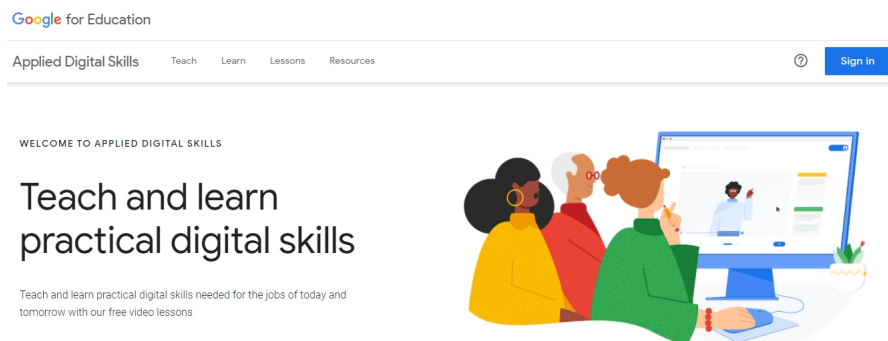 Google for Education
Applied Digital Skills Teach Learn Lessons Resources ? Sign in
WELCOME TO APPLIED DIGITAL SKILLS
Teach and learn
practical digital skills
Teach and learn practical digital skills needed for the jobs of today and
tomorrow with our free video lessons